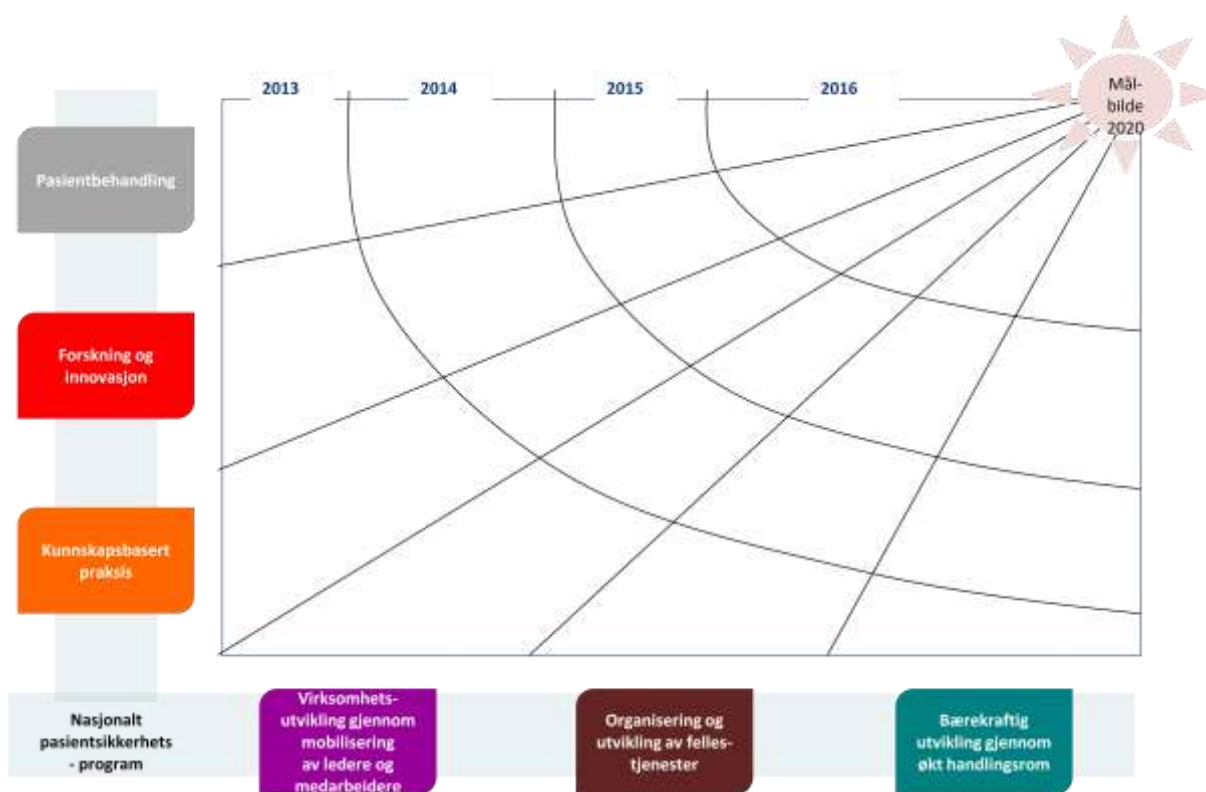 2013
2014
2015
2016
Mål-
bilde
2020
Pasientbehandling
Forskning og
innovasjon
Kunnskapsbasert
praksis
Nasjonalt
pasientsikkerhets
- program
Virksomhets-
utvikling gjennom
mobilisering
av ledere og
medarbeidere
Organisering og
utvikling av felles-
tjenester
Bærekraftig
utvikling gjennom
økt handlingsrom